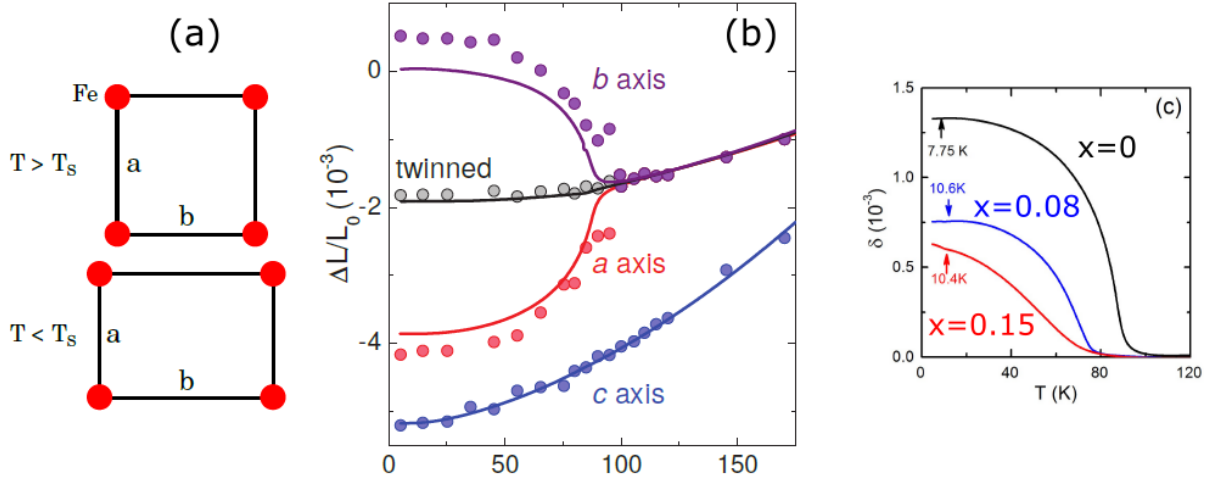 (a)
Fe
T > T_S
a
b
T < T_S
a
b
(b)
ΔL/L_0 (10^-3)
0
-2
-4
b axis
twinned
a axis
c axis
0
50
100
150
(c)
δ (10^-3)
1.5
1.0
0.5
0.0
7.75 K
x=0
10.6K
x=0.08
10.4K
x=0.15
0
40
80
120
T (K)